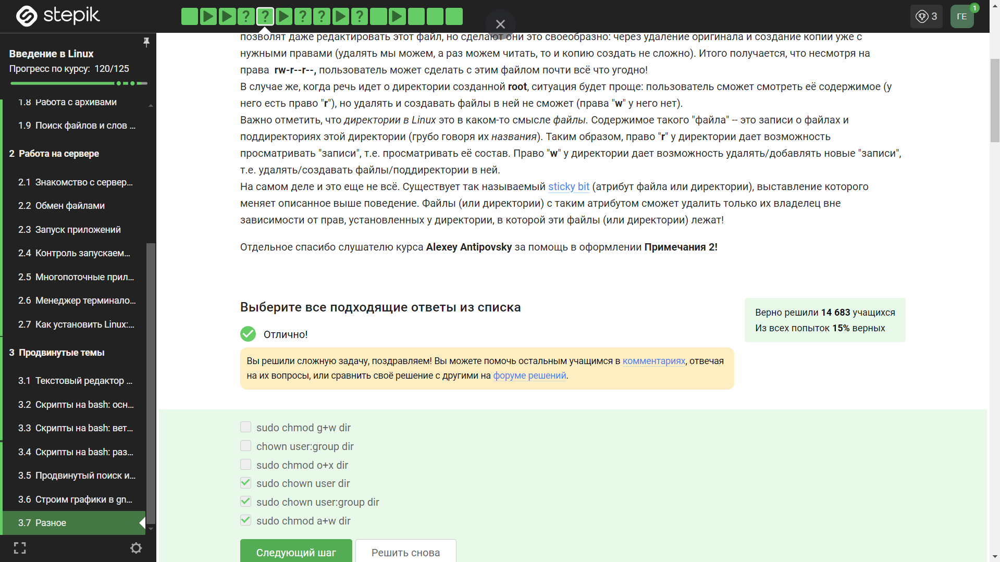 stepik
3
ГЕ
1
Введение в Linux
Прогресс по курсу: 120/125
1.8 Работа с архивами
1.9 Поиск файлов и слов ...
2 Работа на сервере
2.1 Знакомство с сервер...
2.2 Обмен файлами
2.3 Запуск приложений
2.4 Контроль запускаем...
2.5 Многопоточные прил...
2.6 Менеджер терминало...
2.7 Как установить Linux:...
3 Продвинутые темы
3.1 Текстовый редактор ...
3.2 Скрипты на bash: осн...
3.3 Скрипты на bash: вет...
3.4 Скрипты на bash: раз...
3.5 Продвинутый поиск и...
3.6 Строим графики в gn...
3.7 Разное
позволят даже редактировать этот файл, но сделают они это своеобразно: через удаление оригинала и создание копии уже с
нужными правами (удалять мы можем, а раз можем читать, то и копию создать не сложно). Итого получается, что несмотря на
права rw-r--r--, пользователь может сделать с этим файлом почти всё что угодно!
В случае же, когда речь идет о директории созданной root, ситуация будет проще: пользователь сможет смотреть её содержимое (у
него есть право "r"), но удалять и создавать файлы в ней не сможет (права "w" у него нет).
Важно отметить, что директории в Linux это в каком-то смысле файлы. Содержимое такого "файла" -- это записи о файлах и
поддиректориях этой директории (грубо говоря их названия). Таким образом, право "r" у директории дает возможность
просматривать "записи", т.е. просматривать её состав. Право "w" у директории дает возможность удалять/добавлять новые "записи",
т.е. удалять/создавать файлы/поддиректории в ней.
На самом деле и это еще не всё. Существует так называемый sticky bit (атрибут файла или директории), выставление которого
меняет описанное выше поведение. Файлы (или директории) с таким атрибутом сможет удалить только их владелец вне
зависимости от прав, установленных у директории, в которой эти файлы (или директории) лежат!
Отдельное спасибо слушателю курса Alexey Antipovsky за помощь в оформлении Примечания 2!
Выберите все подходящие ответы из списка
Верно решили 14 683 учащихся
Из всех попыток 15% верных
Отлично!
Вы решили сложную задачу, поздравляем! Вы можете помочь остальным учащимся в комментариях, отвечая
на их вопросы, или сравнить своё решение с другими на форуме решений.
sudo chmod g+w dir
chown user:group dir
sudo chmod o+x dir
sudo chown user dir
sudo chown user:group dir
sudo chmod a+w dir
Следующий шаг
Решить снова